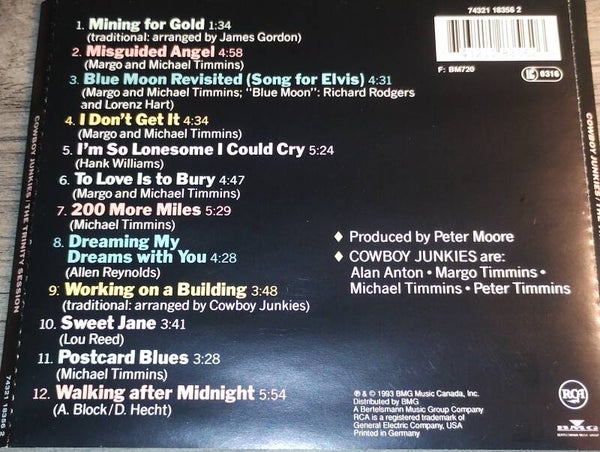 74321 18356 2
F: BM720
LC 0316
1. Mining for Gold 1:34
(traditional: arranged by James Gordon)
2. Misguided Angel 4:58
(Margo and Michael Timmins)
3. Blue Moon Revisited (Song for Elvis) 4:31
(Margo and Michael Timmins; "Blue Moon": Richard Rodgers
and Lorenz Hart)
4. I Don't Get It 4:34
(Margo and Michael Timmins)
5. I'm So Lonesome I Could Cry 5:24
(Hank Williams)
6. To Love Is to Bury 4:47
(Margo and Michael Timmins)
7. 200 More Miles 5:29
(Michael Timmins)
8. Dreaming My
Dreams with You 4:28
(Allen Reynolds)
9. Working on a Building 3:48
(traditional: arranged by Cowboy Junkies)
10. Sweet Jane 3:41
(Lou Reed)
11. Postcard Blues 3:28
(Michael Timmins)
12. Walking after Midnight 5:54
(A. Block/D. Hecht)
♦ Produced by Peter Moore
♦ COWBOY JUNKIES are:
Alan Anton • Margo Timmins •
Michael Timmins • Peter Timmins
℗ & © 1993 BMG Music Canada, Inc.
Distributed by BMG
A Bertelsmann Music Group Company
RCA is a registered trademark of
General Electric Company, USA
Printed in Germany
RCA
BMG
BERTELSMANN MUSIC GROUP
COWBOY JUNKIES/THE TRINITY SESSION
74321 18356 2
COWBOY JUNKIES/THE